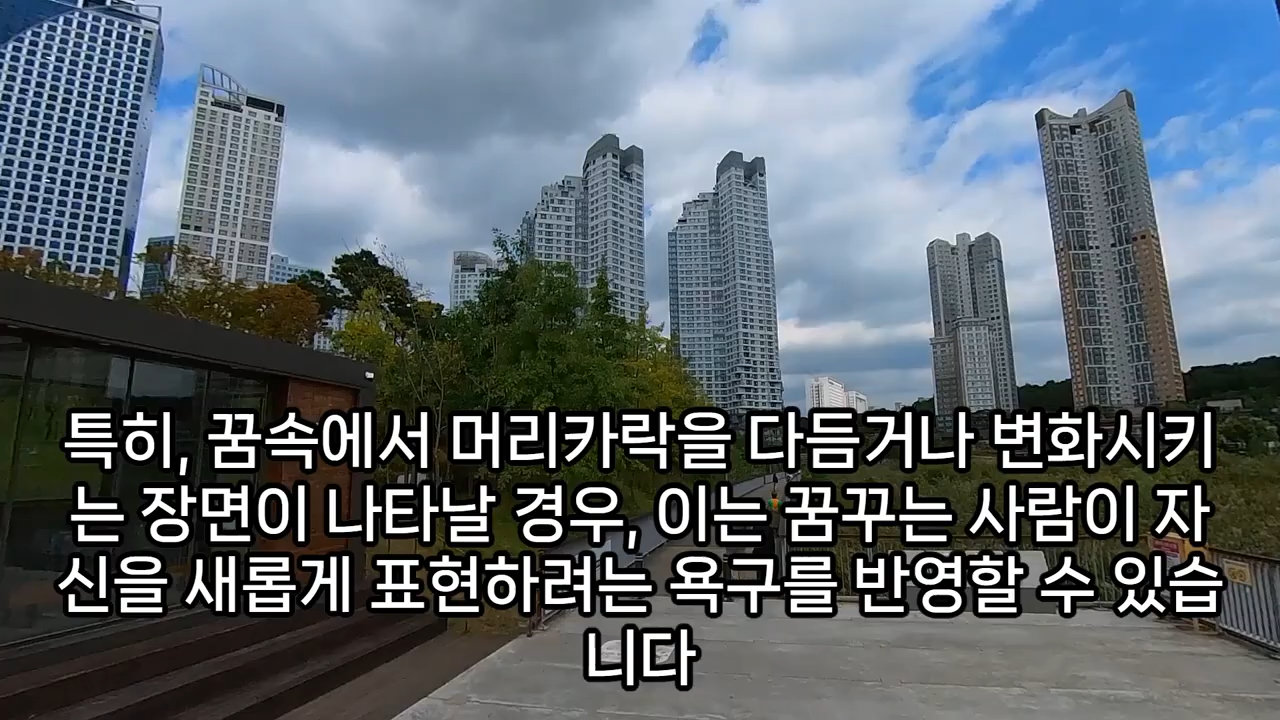 특히, 꿈속에서 머리카락을 다듬거나 변화시키
는 장면이 나타날 경우, 이는 꿈꾸는 사람이 자
신을 새롭게 표현하려는 욕구를 반영할 수 있습
니다